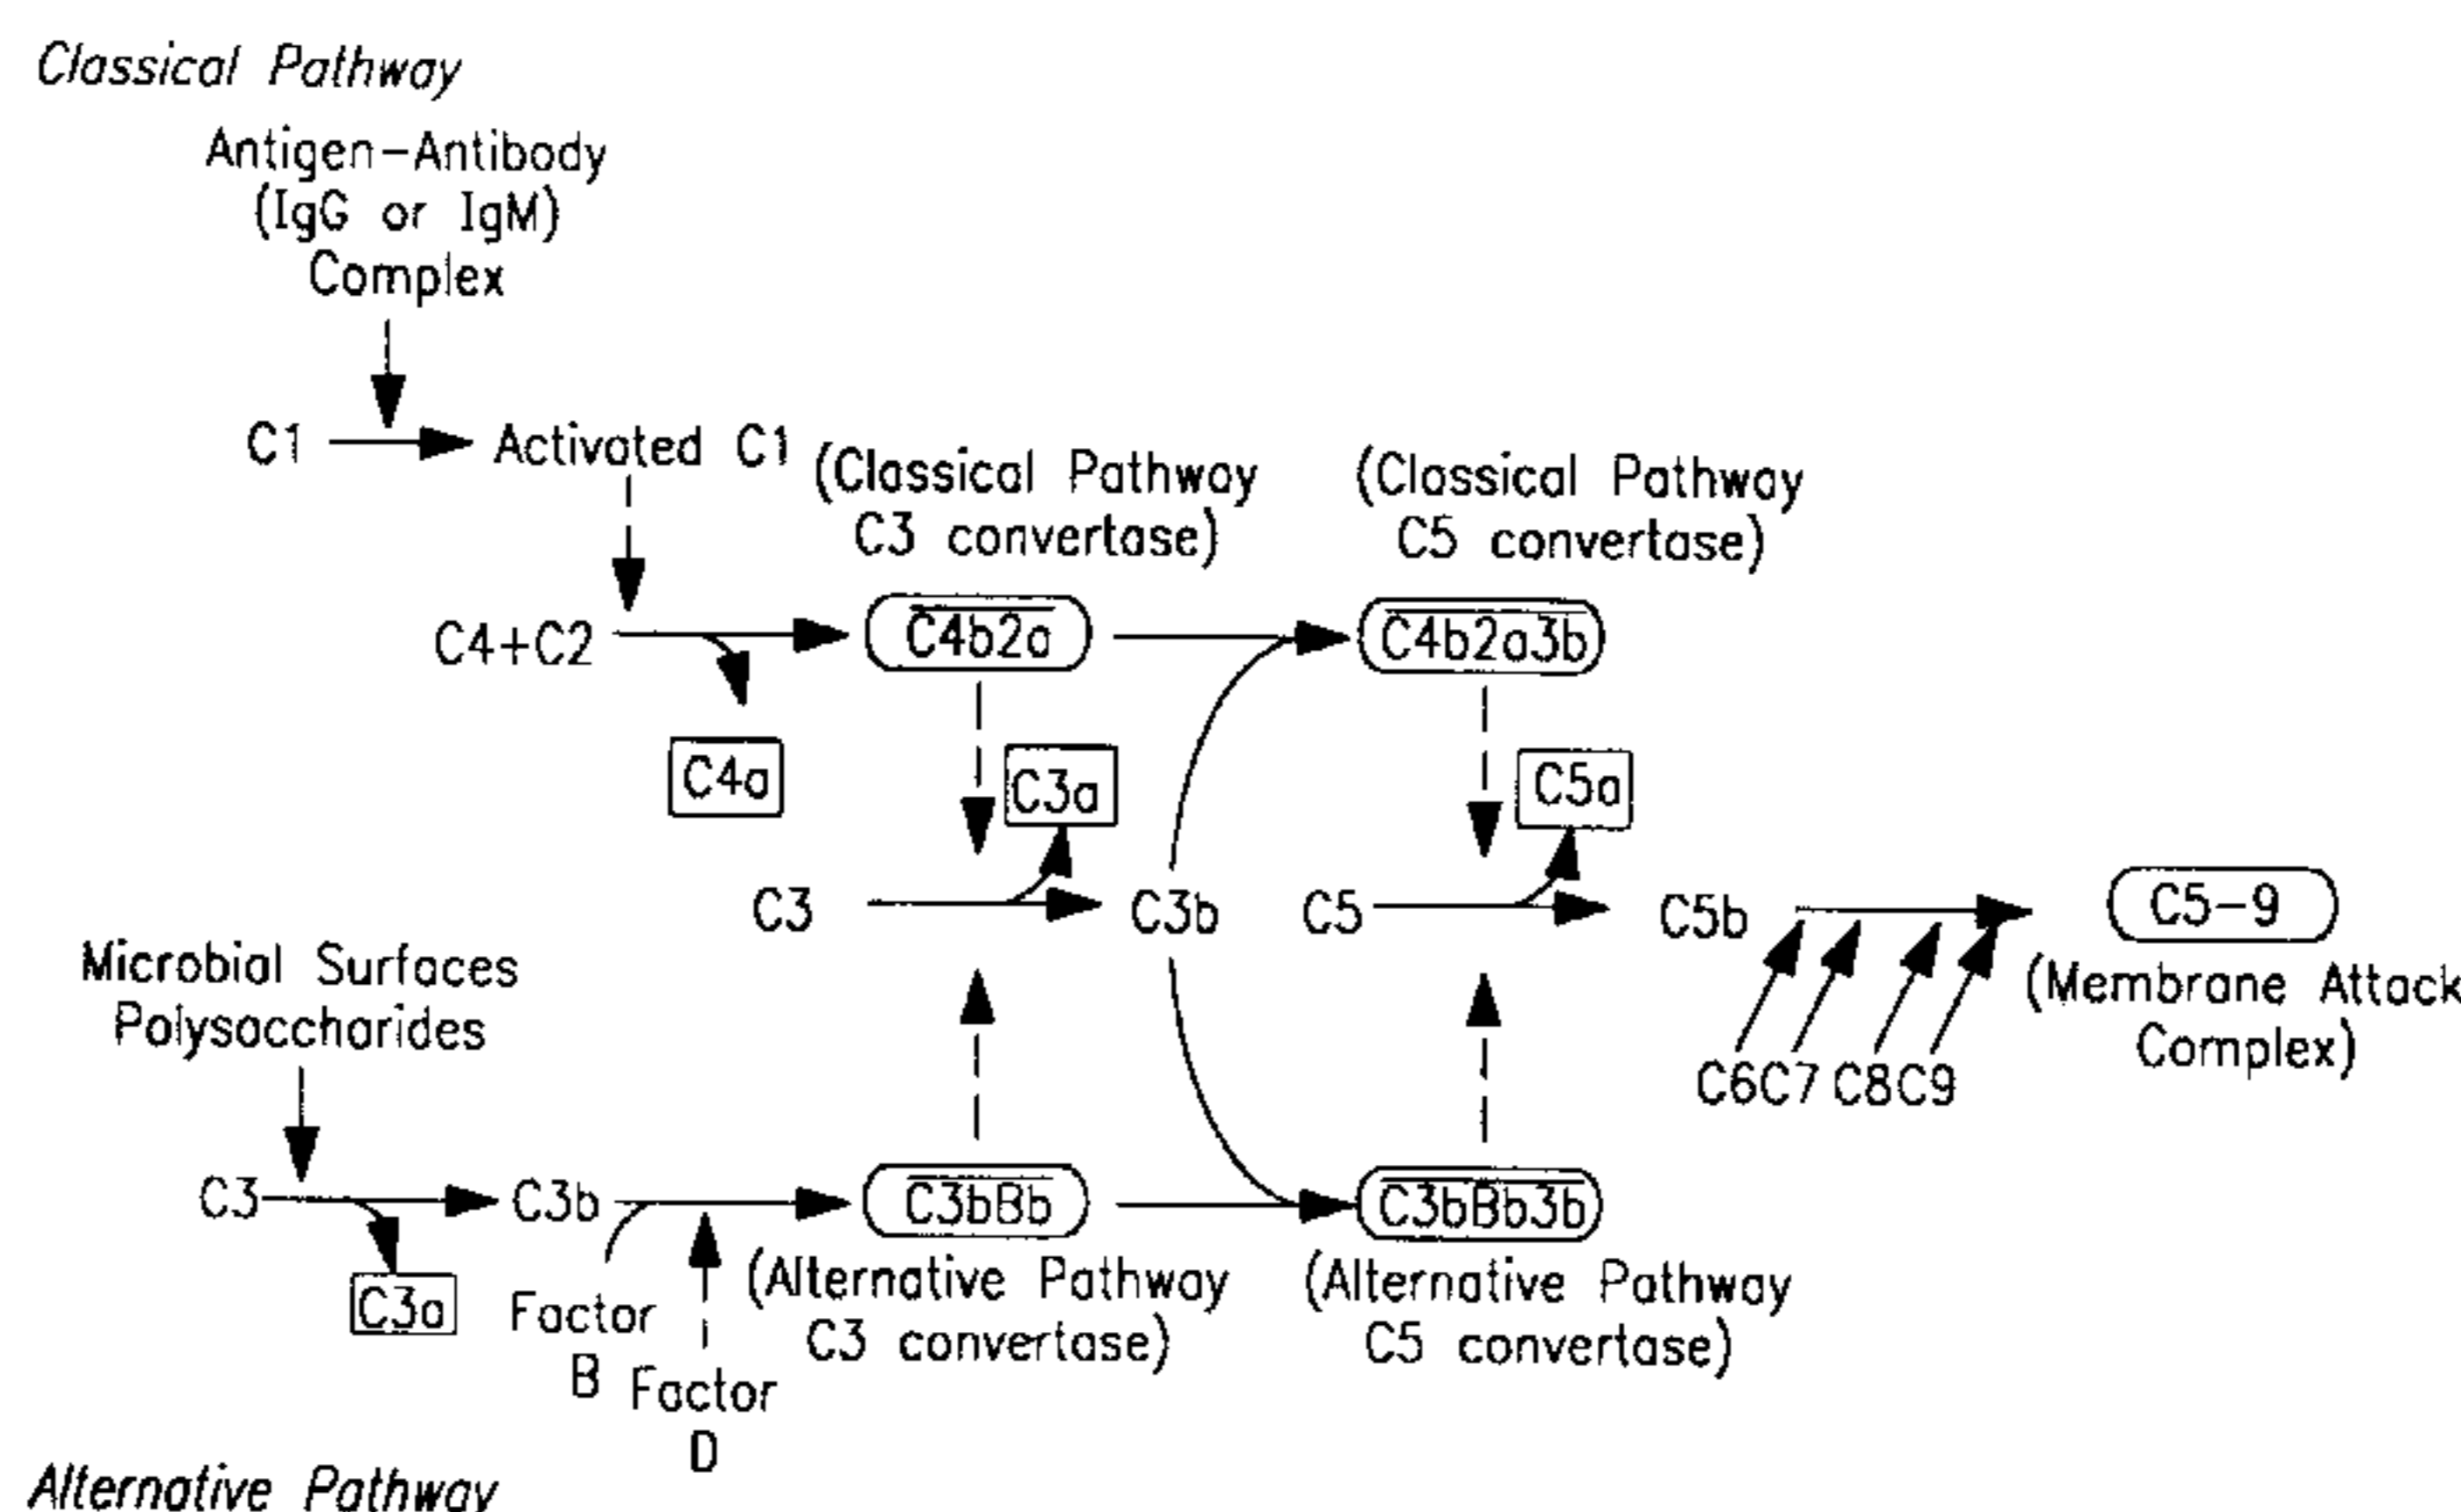 Classical Pathway
Antigen-Antibody
(IgG or IgM)
Complex
C1
Activated C1
(Classical Pathway
C3 convertase)
(Classical Pathway
C5 convertase)
C4+C2
C4b2a
C4b2a3b
C4a
C3a
C5a
C3
C3b
C5
C5b
C5-9
(Membrane Attack
Complex)
C6C7 C8C9
Microbial Surfaces
Polysaccharides
C3
C3b
C3bBb
C3bBb3b
C3a
Factor
B
Factor
D
(Alternative Pathway
C3 convertase)
(Alternative Pathway
C5 convertase)
Alternative Pathway